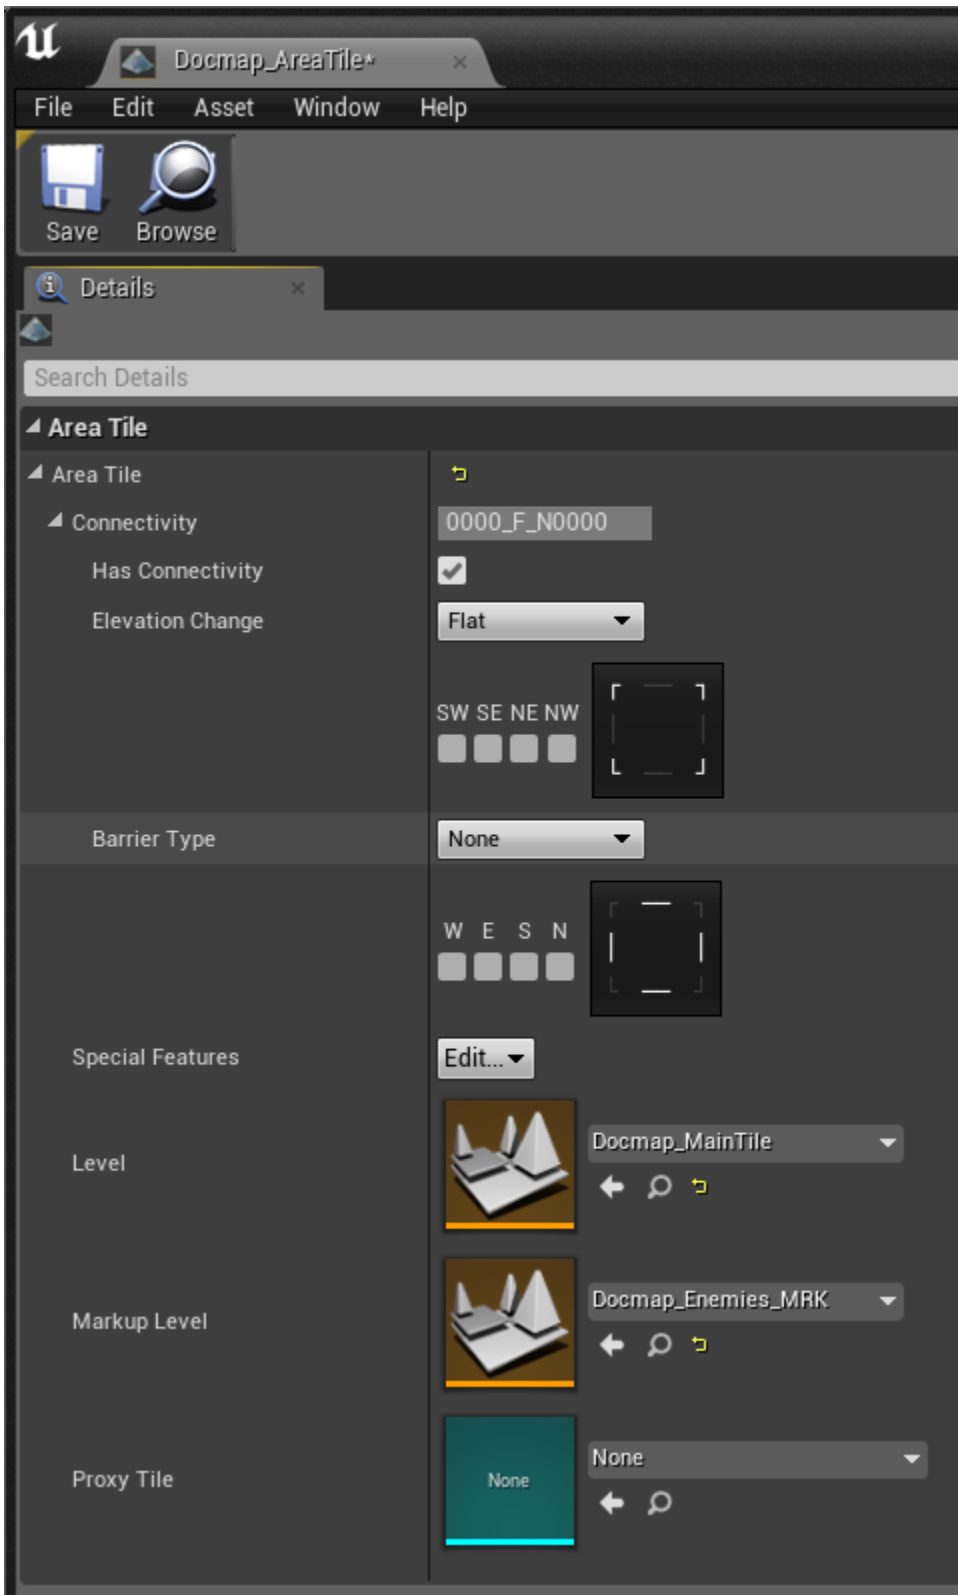 Docmap_AreaTile*
File Edit Asset Window Help
Save Browse
Details
Search Details
Area Tile
Area Tile
Connectivity 0000_F_N0000
Has Connectivity
Elevation Change Flat
SW SE NE NW
Barrier Type None
W E S N
Special Features Edit...
Level Docmap_MainTile
Markup Level Docmap_Enemies_MRK
Proxy Tile None None